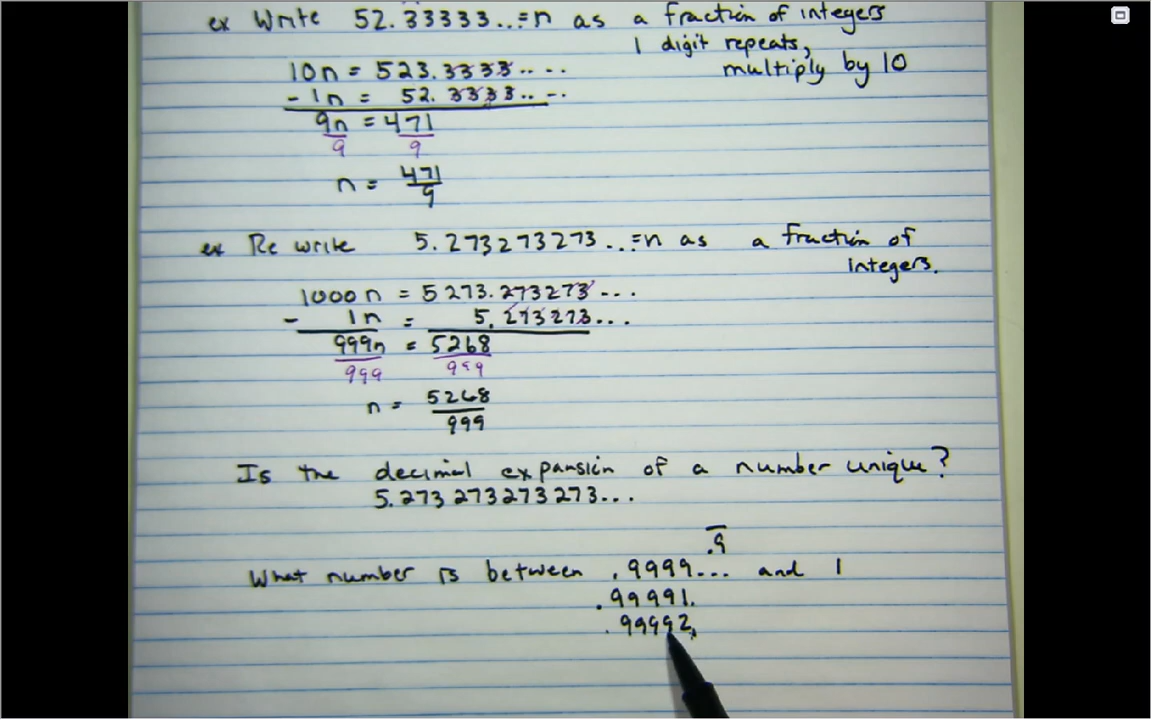 ex Write 52.33333..=n as a fraction of integers
1 digit repeats,
multiply by 10
10n = 523.3333....
- 1n = 52.3333....
9n = 471
9 9
n = 471/9
ex Re write 5.273273273..=n as a fraction of
integers.
1000n = 5273.273273...
- 1n = 5.273273...
999n = 5268
999 999
n = 5268/999
Is the decimal expansion of a number unique?
5.273273273273...
.9̅
What number is between .9999... and 1
.99991.
.99992.